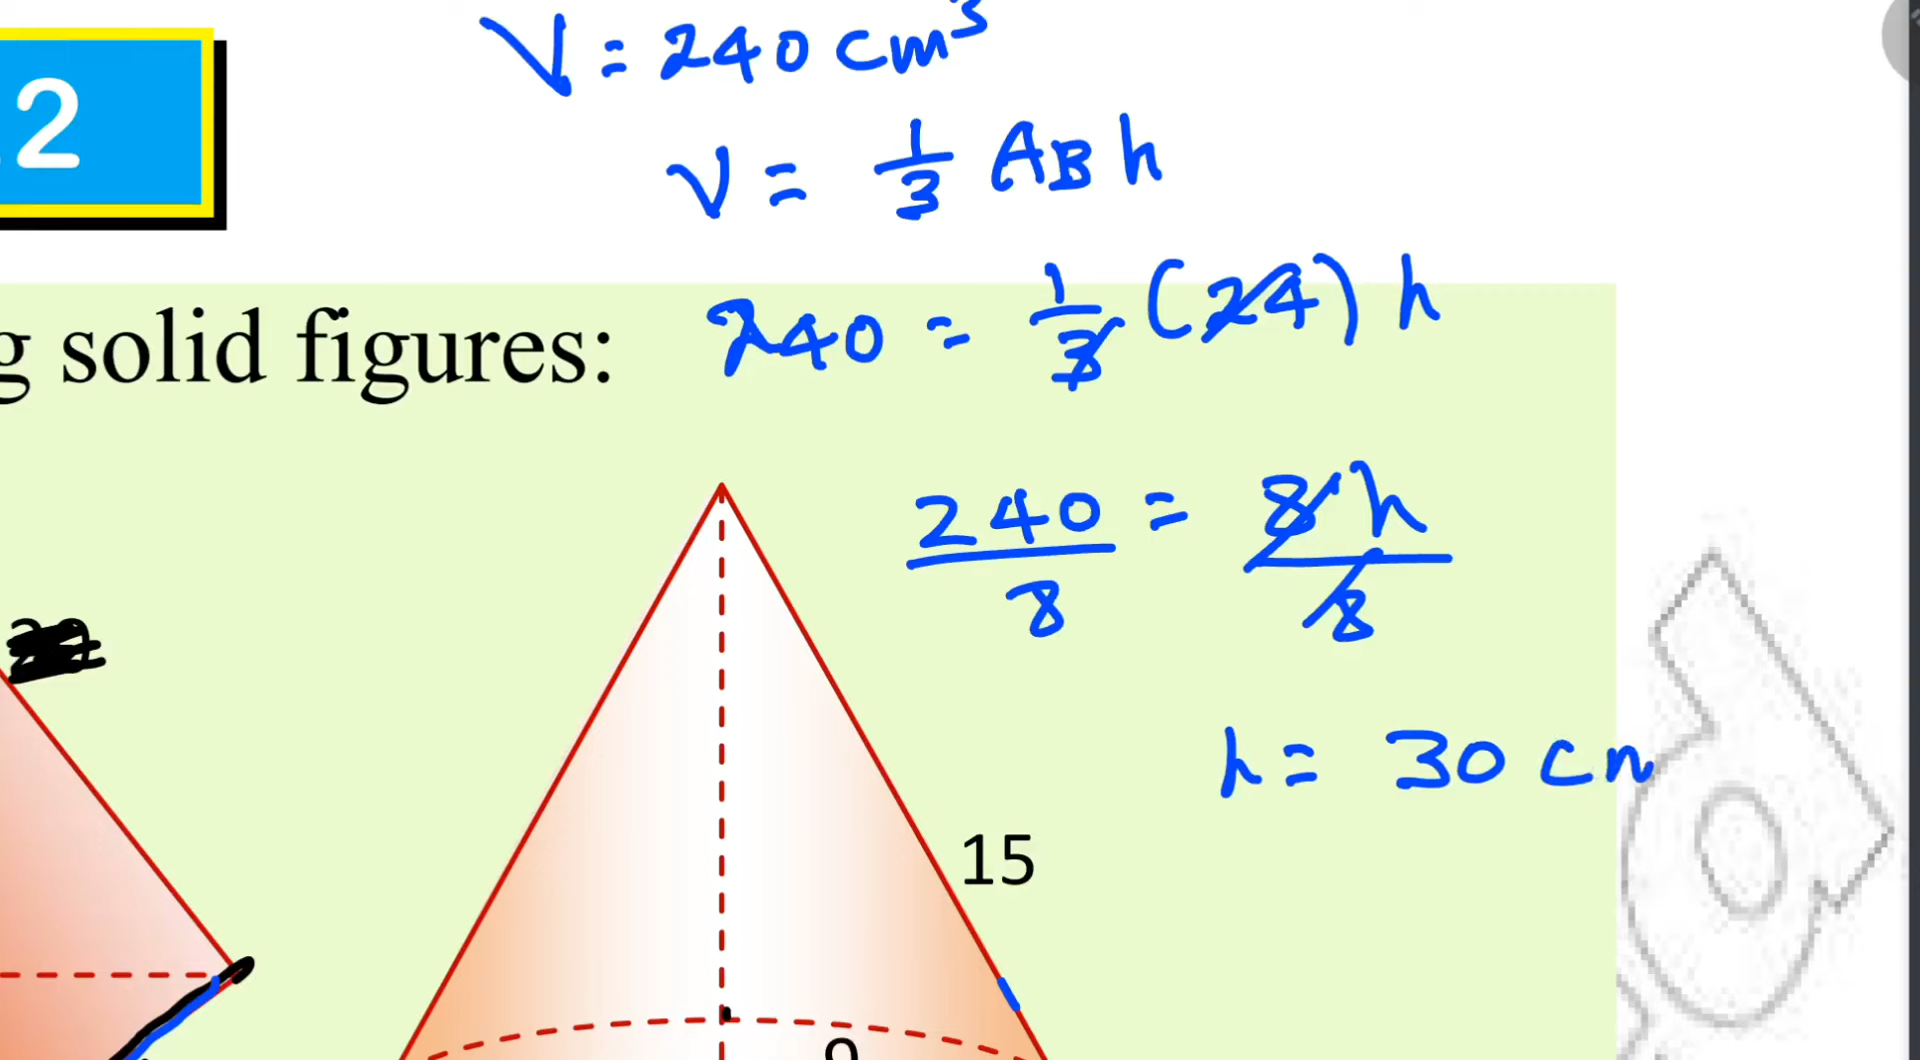 V = 240 cm³
2
V = 1/3 AB h
g solid figures:
240 = 1/3 (24) h
240/8 = 8h/8
h = 30 cm
15
9